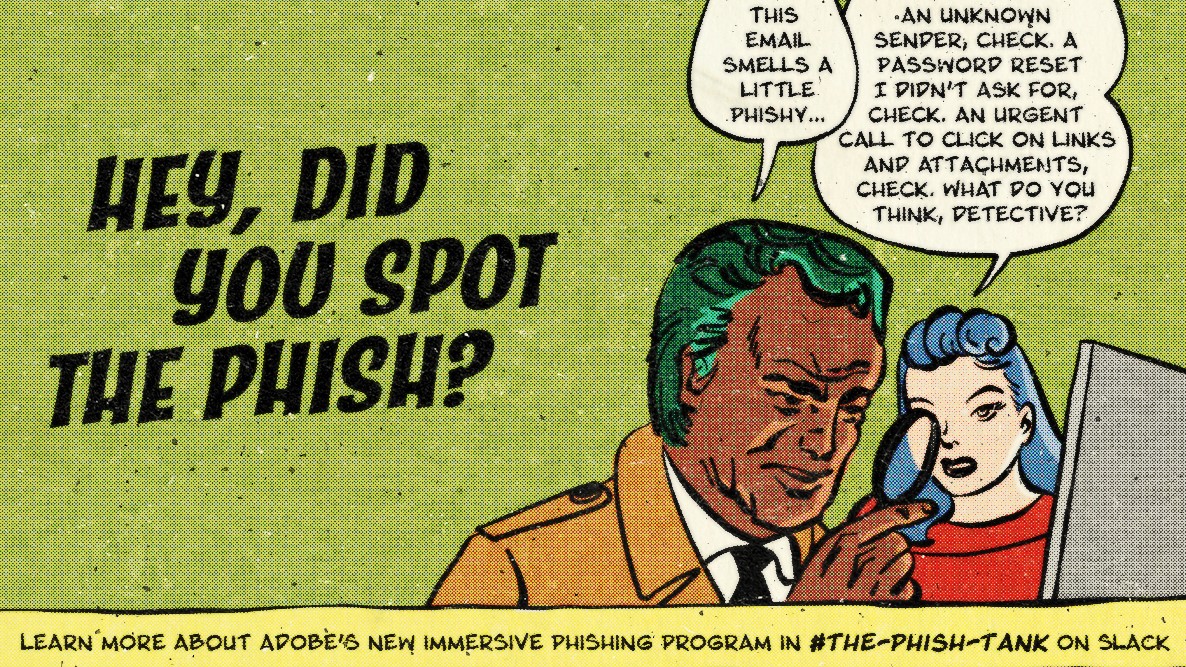 THIS
EMAIL
SMELLS A
LITTLE
PHISHY...
AN UNKNOWN
SENDER, CHECK. A
PASSWORD RESET
I DIDN'T ASK FOR,
CHECK. AN URGENT
CALL TO CLICK ON LINKS
AND ATTACHMENTS,
CHECK. WHAT DO YOU
THINK, DETECTIVE?
HEY, DID
YOU SPOT
THE PHISH?
LEARN MORE ABOUT ADOBE'S NEW IMMERSIVE PHISHING PROGRAM IN #THE-PHISH-TANK ON SLACK